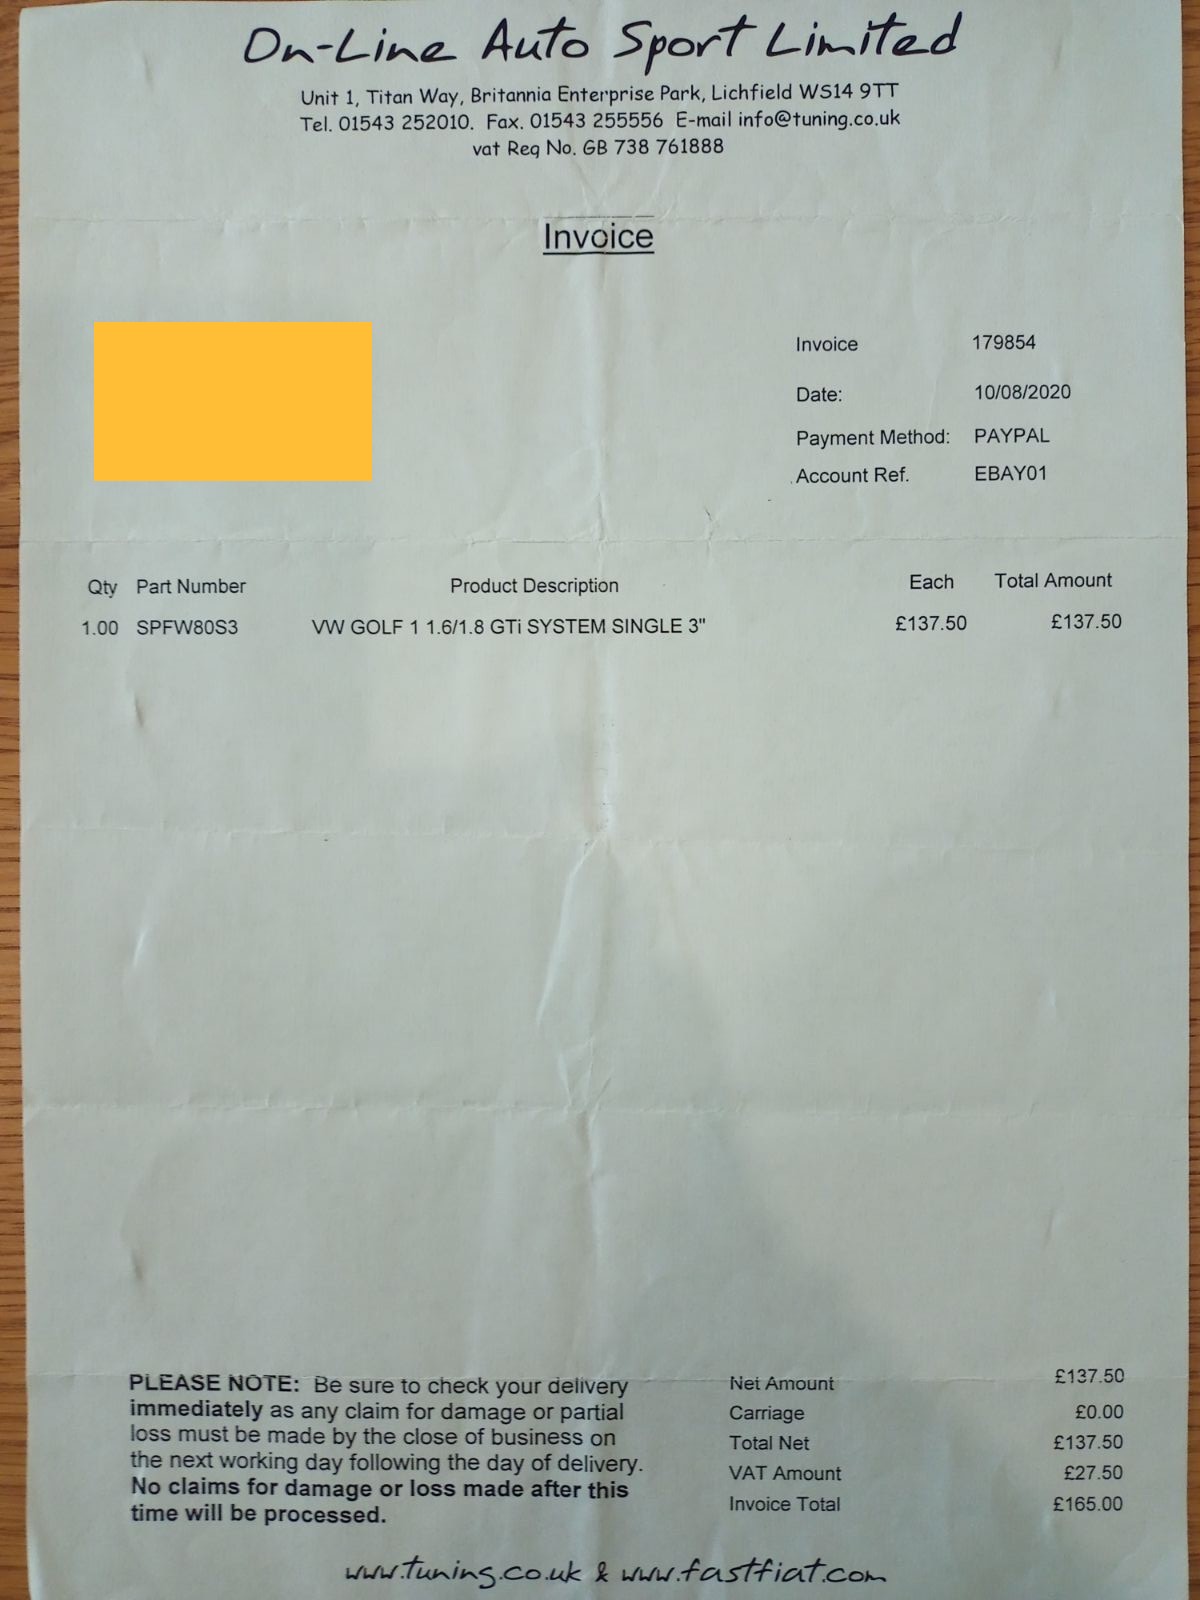 On-Line Auto Sport Limited
Unit 1, Titan Way, Britannia Enterprise Park, Lichfield WS14 9TT
Tel. 01543 252010. Fax. 01543 255556 E-mail info@tuning.co.uk
vat Reg No. GB 738 761888
Invoice
Invoice 179854
Date: 10/08/2020
Payment Method: PAYPAL
Account Ref. EBAY01
Qty Part Number Product Description Each Total Amount
1.00 SPFW80S3 VW GOLF 1 1.6/1.8 GTi SYSTEM SINGLE 3" £137.50 £137.50
PLEASE NOTE: Be sure to check your delivery
immediately as any claim for damage or partial
loss must be made by the close of business on
the next working day following the day of delivery.
No claims for damage or loss made after this
time will be processed.
Net Amount £137.50
Carriage £0.00
Total Net £137.50
VAT Amount £27.50
Invoice Total £165.00
www.tuning.co.uk & www.fastfiat.com